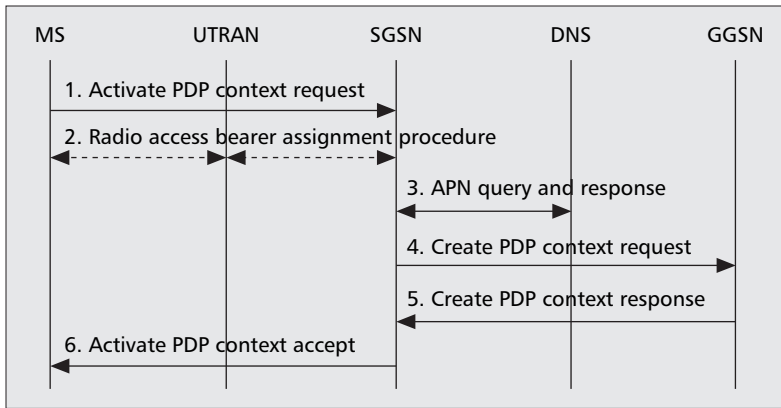 MS UTRAN SGSN DNS GGSN
1. Activate PDP context request
2. Radio access bearer assignment procedure
3. APN query and response
4. Create PDP context request
5. Create PDP context response
6. Activate PDP context accept